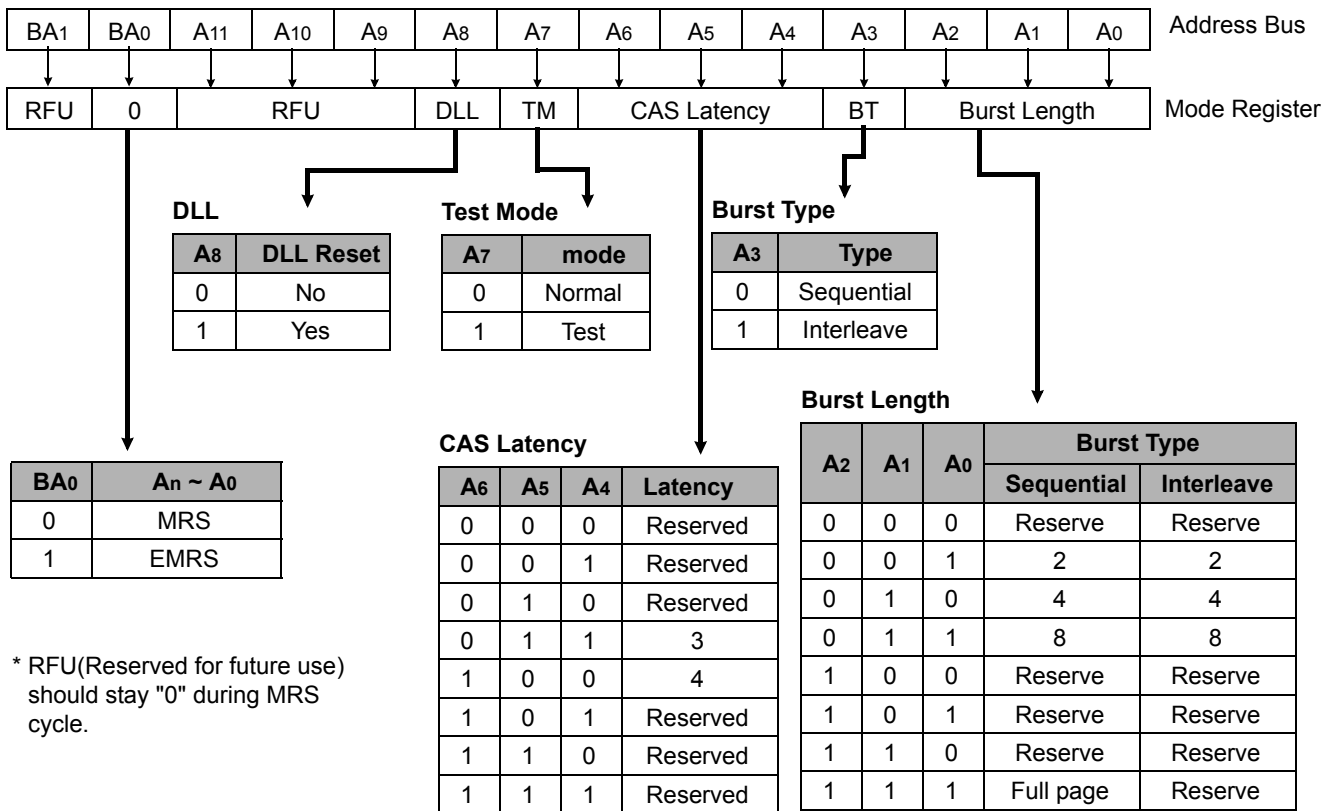 BA1 BA0 A11 A10 A9 A8 A7 A6 A5 A4 A3 A2 A1 A0 Address Bus
RFU 0 RFU DLL TM CAS Latency BT Burst Length Mode Register
DLL
A8 DLL Reset
0 No
1 Yes
Test Mode
A7 mode
0 Normal
1 Test
Burst Type
A3 Type
0 Sequential
1 Interleave
BA0 An ~ A0
0 MRS
1 EMRS
* RFU(Reserved for future use)
should stay "0" during MRS
cycle.
CAS Latency
A6 A5 A4 Latency
0 0 0 Reserved
0 0 1 Reserved
0 1 0 Reserved
0 1 1 3
1 0 0 4
1 0 1 Reserved
1 1 0 Reserved
1 1 1 Reserved
Burst Length
A2 A1 A0 Burst Type
Sequential Interleave
0 0 0 Reserve Reserve
0 0 1 2 2
0 1 0 4 4
0 1 1 8 8
1 0 0 Reserve Reserve
1 0 1 Reserve Reserve
1 1 0 Reserve Reserve
1 1 1 Full page Reserve